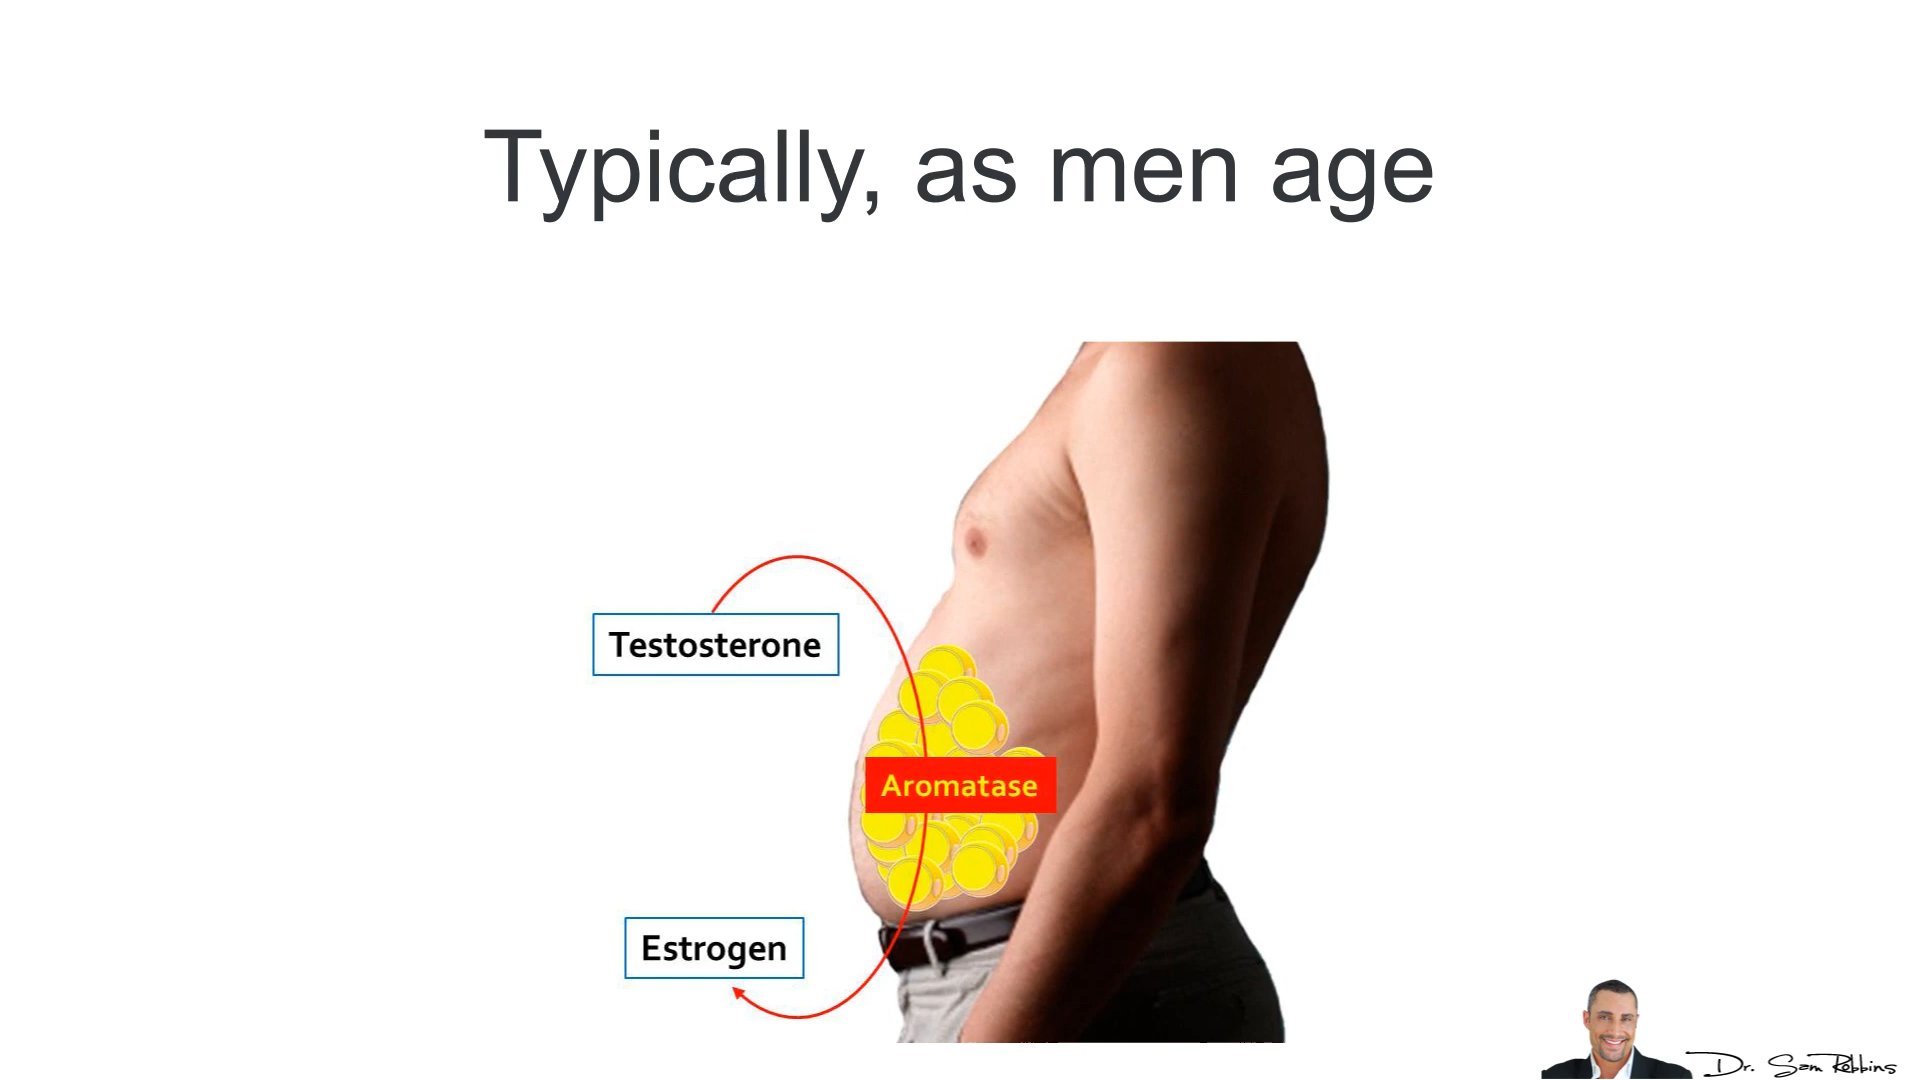 Typically, as men age
Testosterone
Aromatase
Estrogen
Dr. Sam Robbins